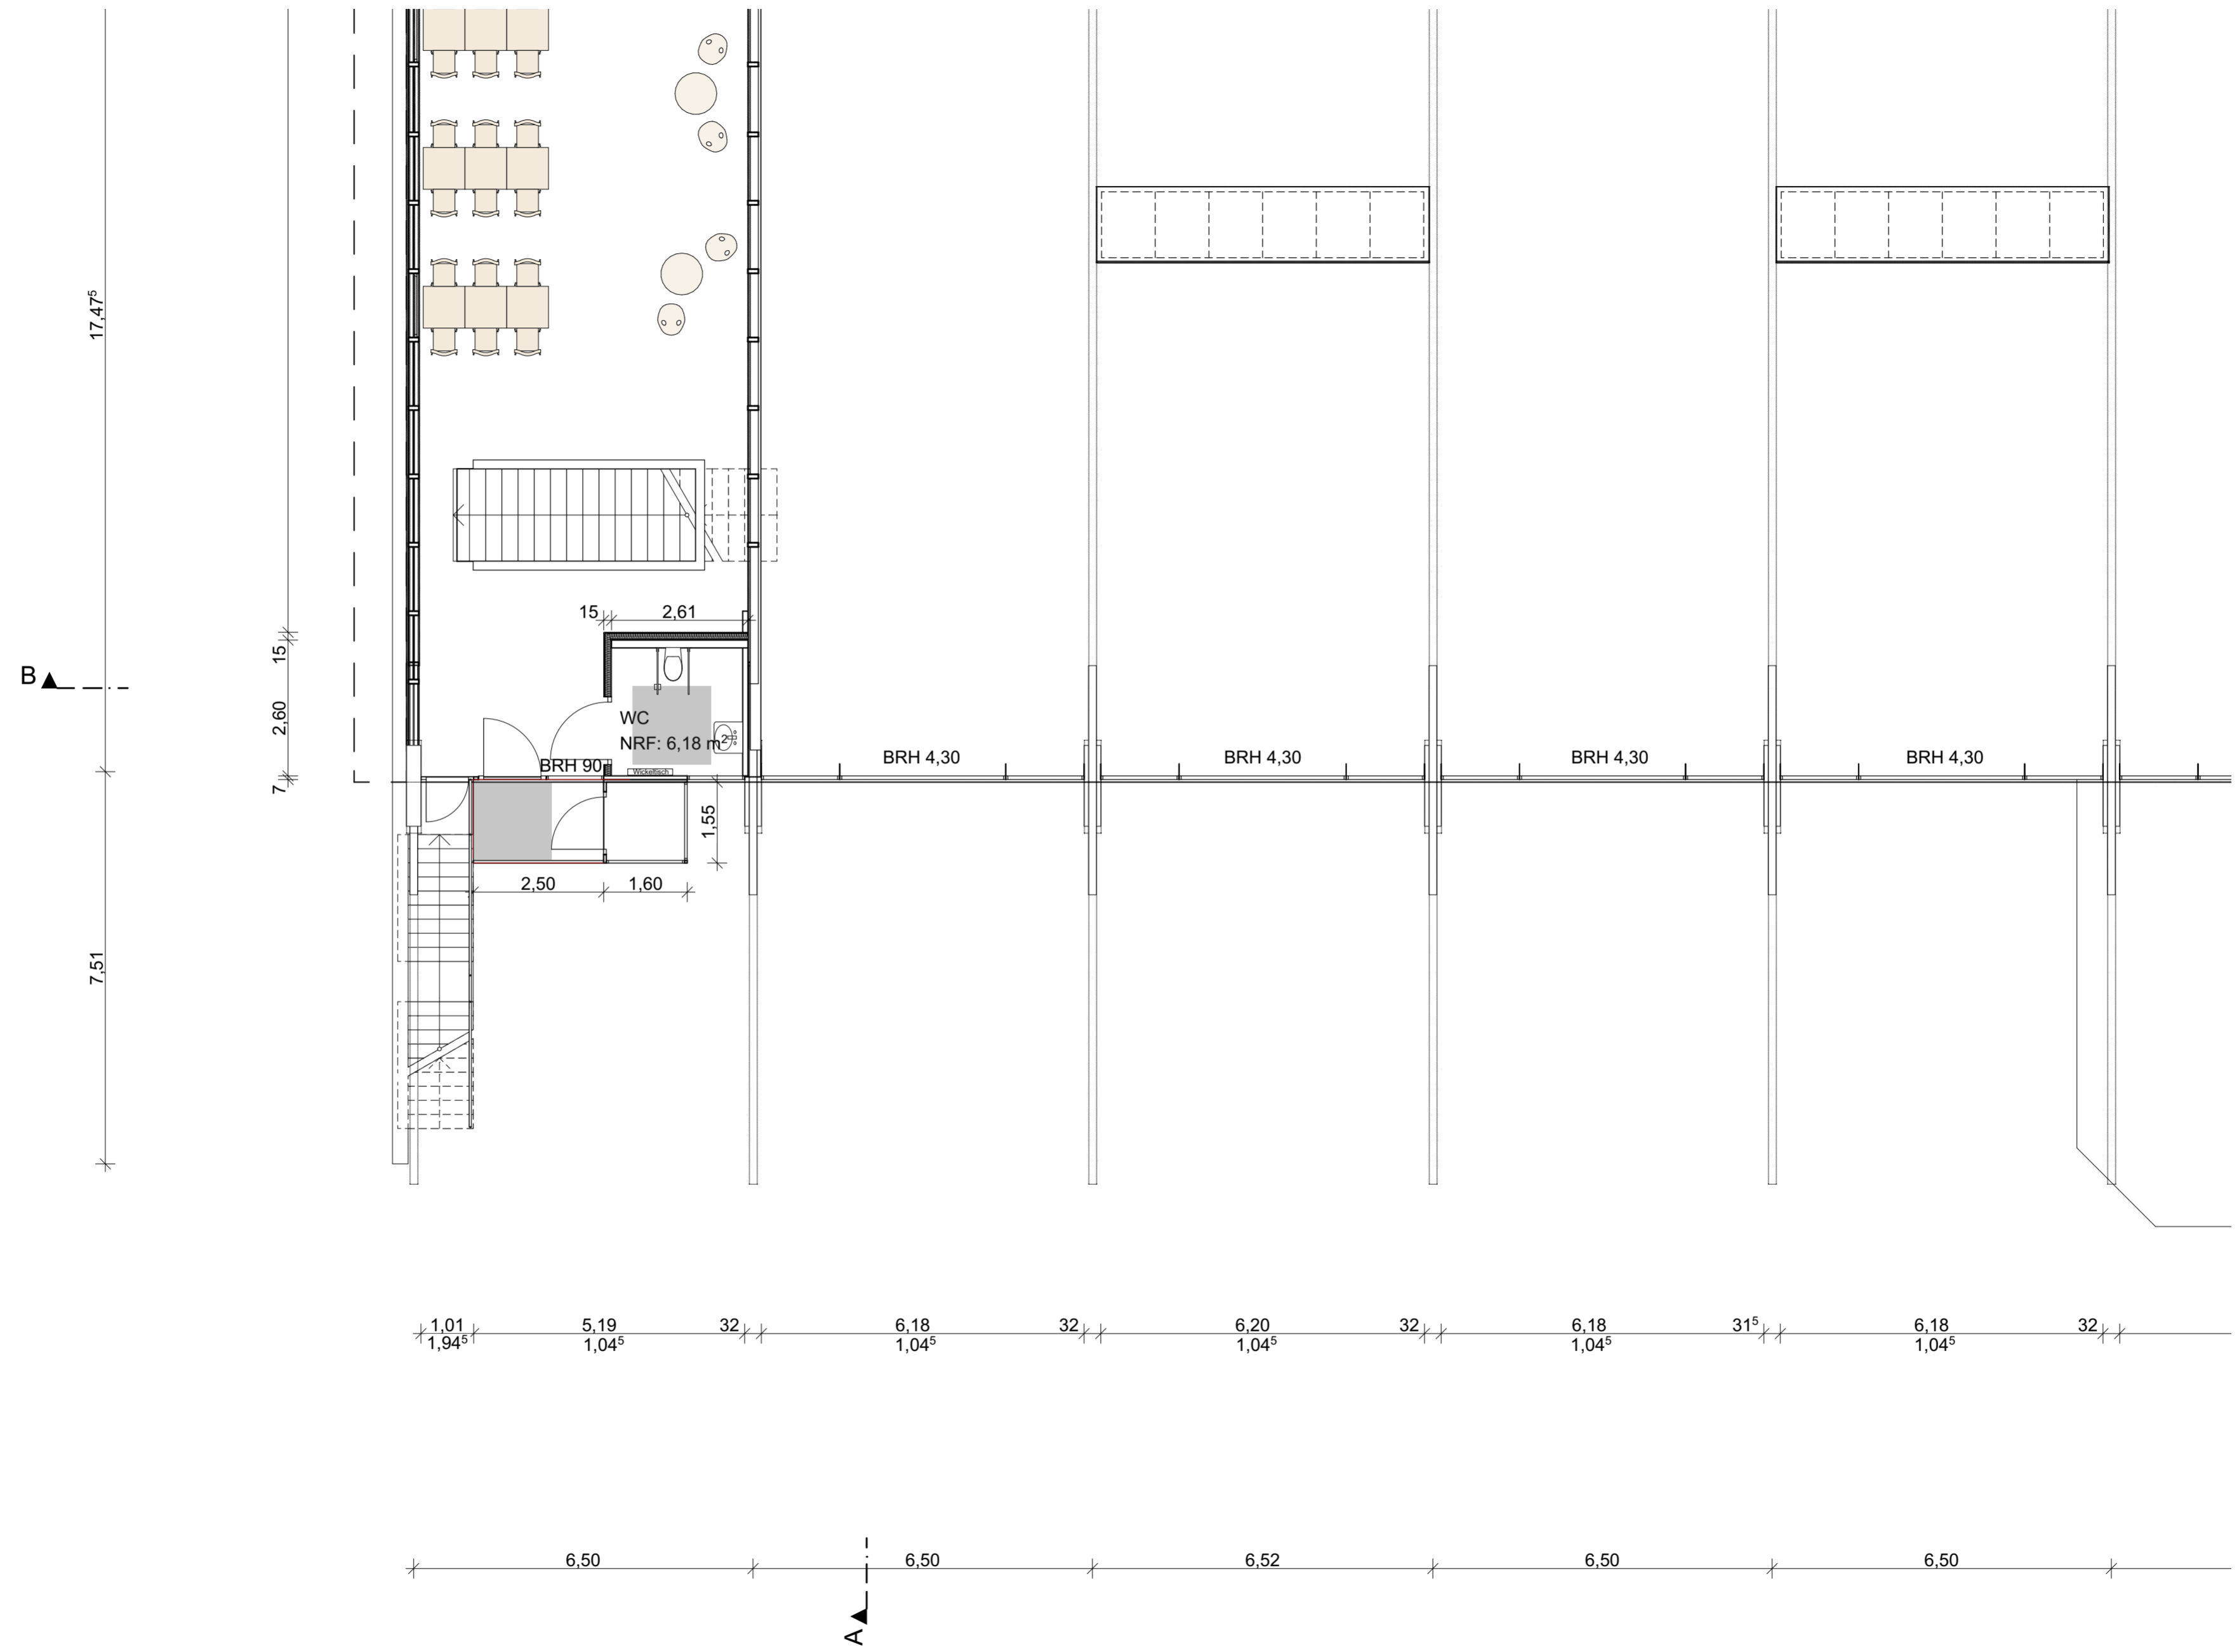 17,47⁵
15 2,61
B
15
2,60
7
WC
NRF: 6,18 m²
BRH 90
Wickeltisch
BRH 4,30 BRH 4,30 BRH 4,30 BRH 4,30
1,55
2,50 1,60
7,51
1,01 5,19 32 6,18 32 6,20 32 6,18 31⁵ 6,18 32
1,94⁵ 1,04⁵ 1,04⁵ 1,04⁵ 1,04⁵ 1,04⁵
6,50 6,50 6,52 6,50 6,50
A